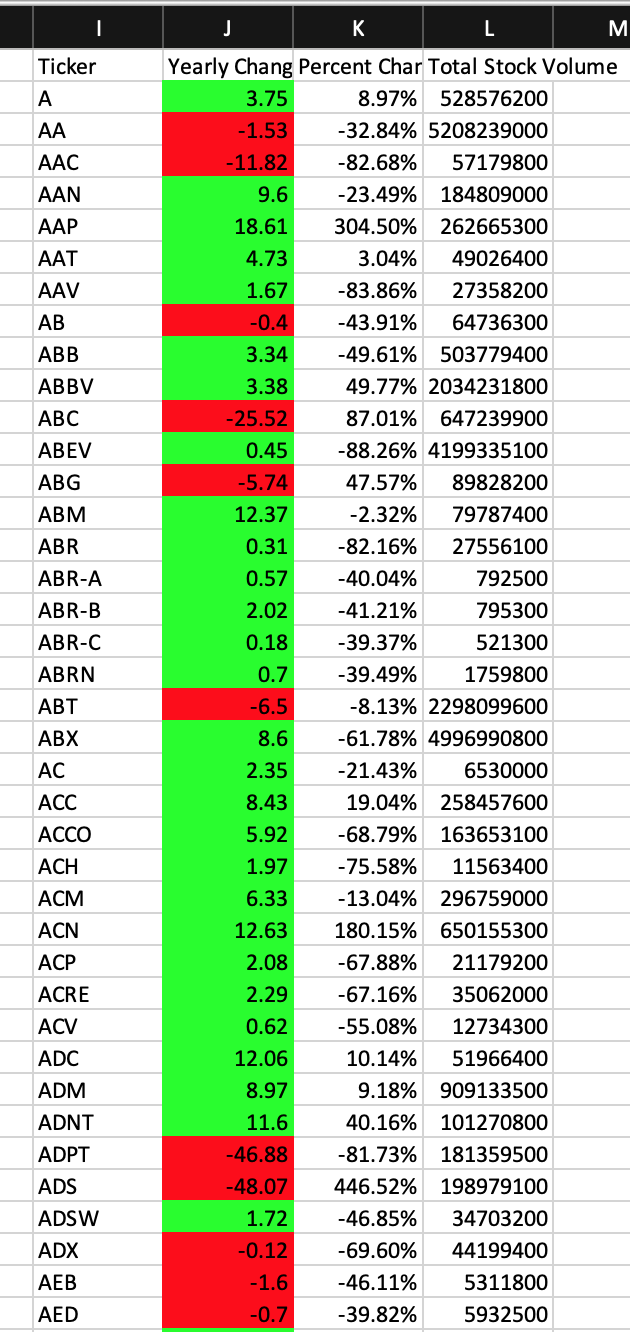 I J K L M
Ticker Yearly Chang Percent Char Total Stock Volume
A 3.75 8.97% 528576200
AA -1.53 -32.84% 5208239000
AAC -11.82 -82.68% 57179800
AAN 9.6 -23.49% 184809000
AAP 18.61 304.50% 262665300
AAT 4.73 3.04% 49026400
AAV 1.67 -83.86% 27358200
AB -0.4 -43.91% 64736300
ABB 3.34 -49.61% 503779400
ABBV 3.38 49.77% 2034231800
ABC -25.52 87.01% 647239900
ABEV 0.45 -88.26% 4199335100
ABG -5.74 47.57% 89828200
ABM 12.37 -2.32% 79787400
ABR 0.31 -82.16% 27556100
ABR-A 0.57 -40.04% 792500
ABR-B 2.02 -41.21% 795300
ABR-C 0.18 -39.37% 521300
ABRN 0.7 -39.49% 1759800
ABT -6.5 -8.13% 2298099600
ABX 8.6 -61.78% 4996990800
AC 2.35 -21.43% 6530000
ACC 8.43 19.04% 258457600
ACCO 5.92 -68.79% 163653100
ACH 1.97 -75.58% 11563400
ACM 6.33 -13.04% 296759000
ACN 12.63 180.15% 650155300
ACP 2.08 -67.88% 21179200
ACRE 2.29 -67.16% 35062000
ACV 0.62 -55.08% 12734300
ADC 12.06 10.14% 51966400
ADM 8.97 9.18% 909133500
ADNT 11.6 40.16% 101270800
ADPT -46.88 -81.73% 181359500
ADS -48.07 446.52% 198979100
ADSW 1.72 -46.85% 34703200
ADX -0.12 -69.60% 44199400
AEB -1.6 -46.11% 5311800
AED -0.7 -39.82% 5932500